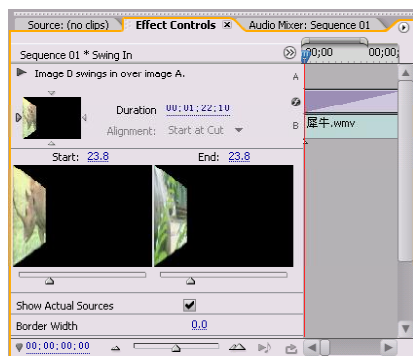 Source: (no clips) Effect Controls Audio Mixer: Sequence 01
Sequence 01 * Swing In 00;00 00;00;
Image B swings in over image A. A
Duration 00;01;22;10
Alignment: Start at Cut B 犀牛.wmv
Start: 23.8 End: 23.8
Show Actual Sources
Border Width 0.0
00;00;00;00